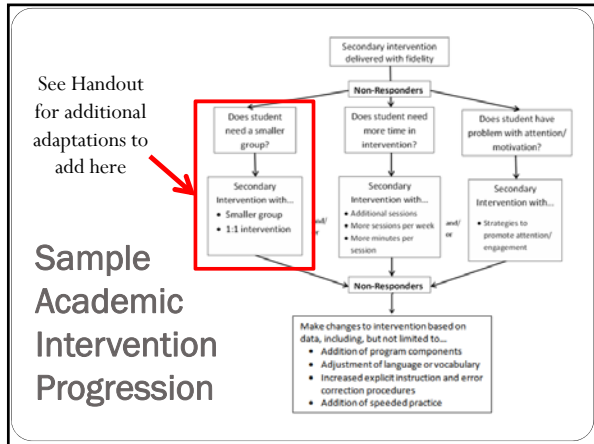 See Handout
for additional
adaptations to
add here
Sample
Academic
Intervention
Progression
Secondary intervention
delivered with fidelity
Non-Responders
Does student
need a smaller
group?
Does student need
more time in
intervention?
Does student have
problem with attention/
motivation?
Secondary
Intervention with...
• Smaller group
• 1:1 intervention
and/
or
Secondary
Intervention with...
• Additional sessions
• More sessions per week
• More minutes per
session
and/
or
Secondary
Intervention with...
• Strategies to
promote attention/
engagement
Non-Responders
Make changes to intervention based on
data, including, but not limited to...
• Addition of program components
• Adjustment of language or vocabulary
• Increased explicit instruction and error
correction procedures
• Addition of speeded practice